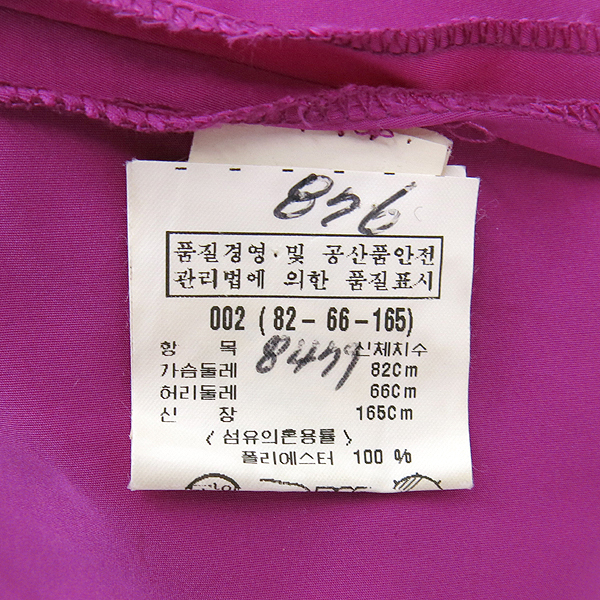 품질경영·및 공산품안전
관리법에 의한 품질표시
002 (82-66-165)
항 목 신체치수
가슴둘레 82Cm
허리둘레 66Cm
신 장 165Cm
〈 섬유의혼용률 〉
폴리에스터 100 %